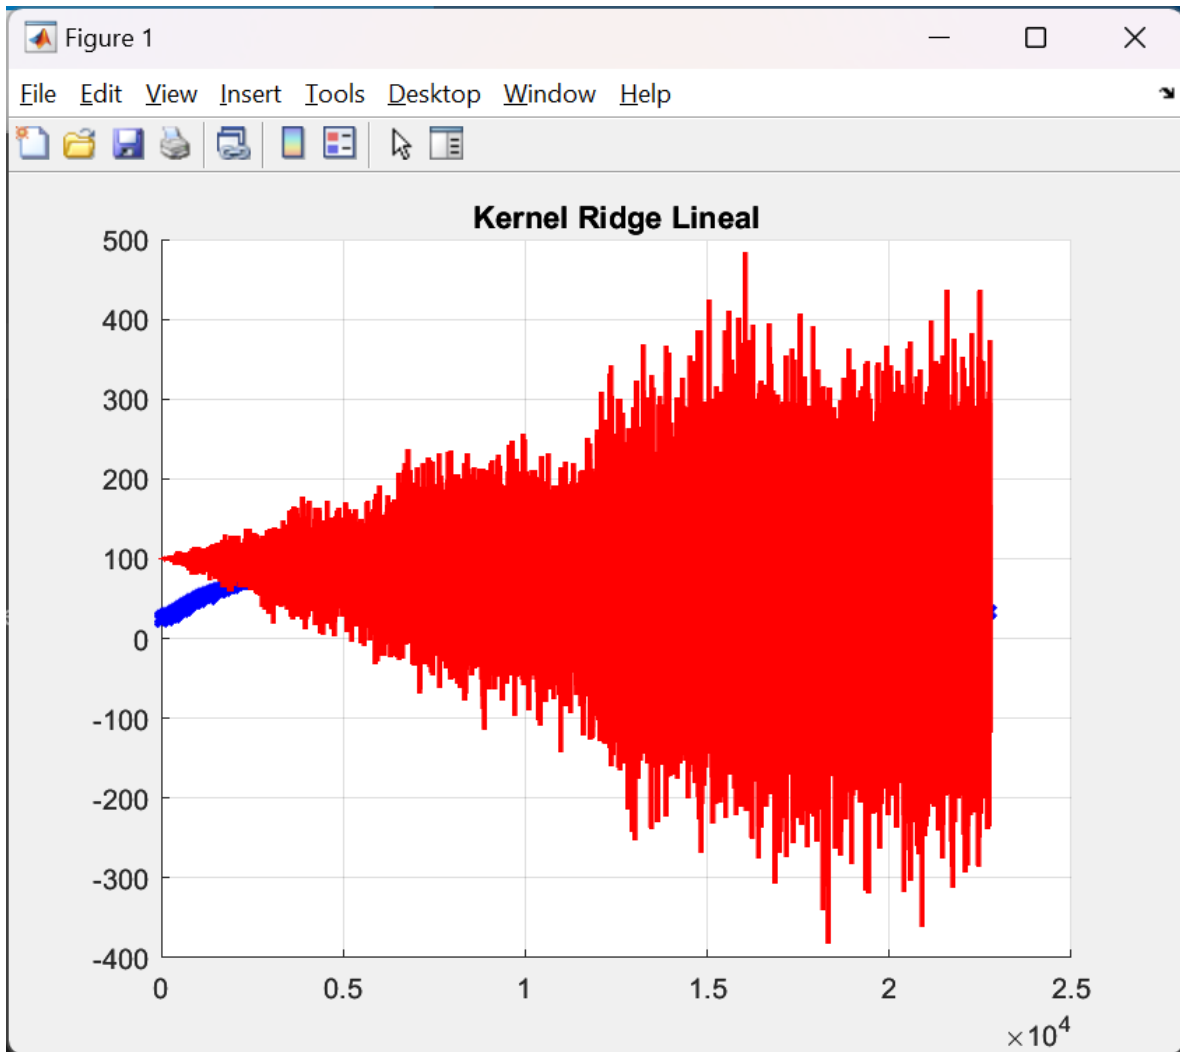 Figure 1
File Edit View Insert Tools Desktop Window Help
Kernel Ridge Lineal
500
400
300
200
100
0
-100
-200
-300
-400
0 0.5 1 1.5 2 2.5
×10⁴